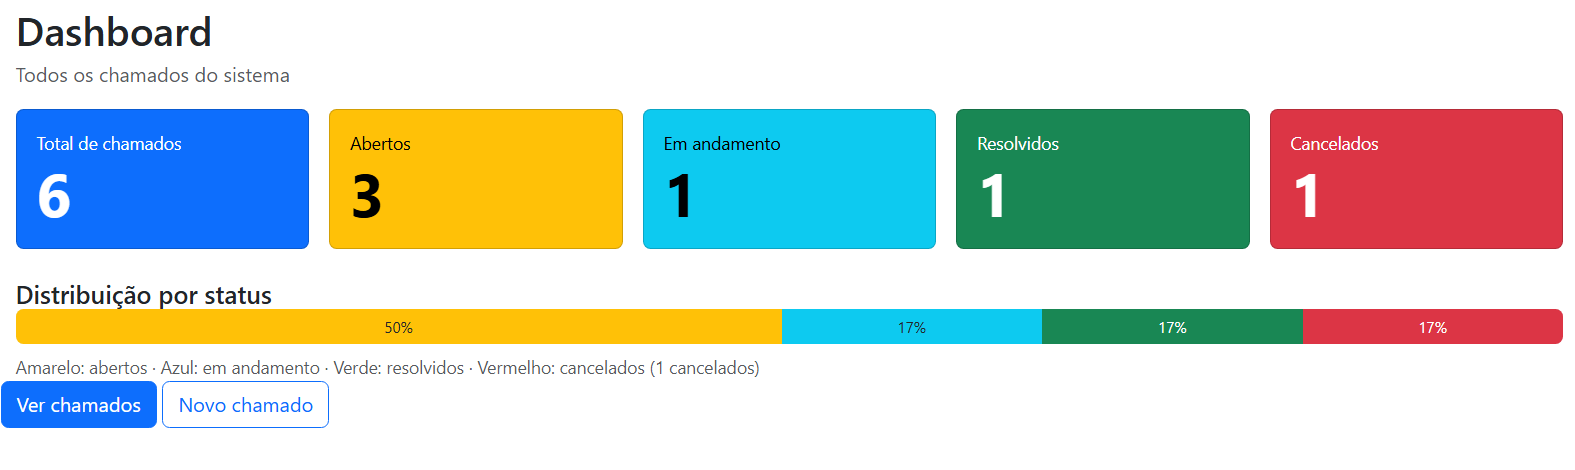 Dashboard
Todos os chamados do sistema
Total de chamados
6
Abertos
3
Em andamento
1
Resolvidos
1
Cancelados
1
Distribuição por status
50% 17% 17% 17%
Amarelo: abertos · Azul: em andamento · Verde: resolvidos · Vermelho: cancelados (1 cancelados)
Ver chamados Novo chamado